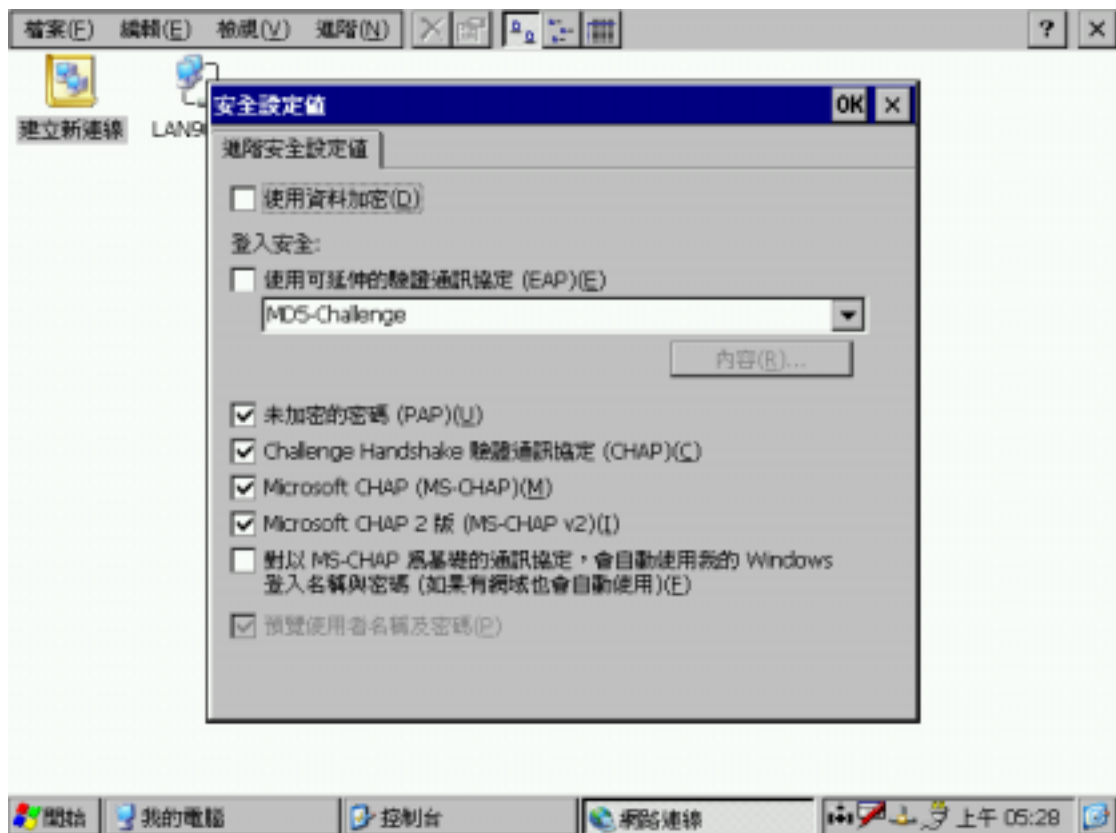 檔案(F) 編輯(E) 檢視(V) 進階(N) ?
建立新連線
LAN9
安全設定值 OK
進階安全設定值
使用資料加密(D)
登入安全:
使用可延伸的驗證通訊協定 (EAP)(E)
MD5-Challenge
內容(R)...
未加密的密碼 (PAP)(U)
Challenge Handshake 驗證通訊協定 (CHAP)(C)
Microsoft CHAP (MS-CHAP)(M)
Microsoft CHAP 2 版 (MS-CHAP v2)(I)
對以 MS-CHAP 為基礎的通訊協定，會自動使用我的 Windows
登入名稱與密碼 (如果有網域也會自動使用)(F)
預覽使用者名稱及密碼(P)
開始 我的電腦 控制台 網路連線 上午 05:28